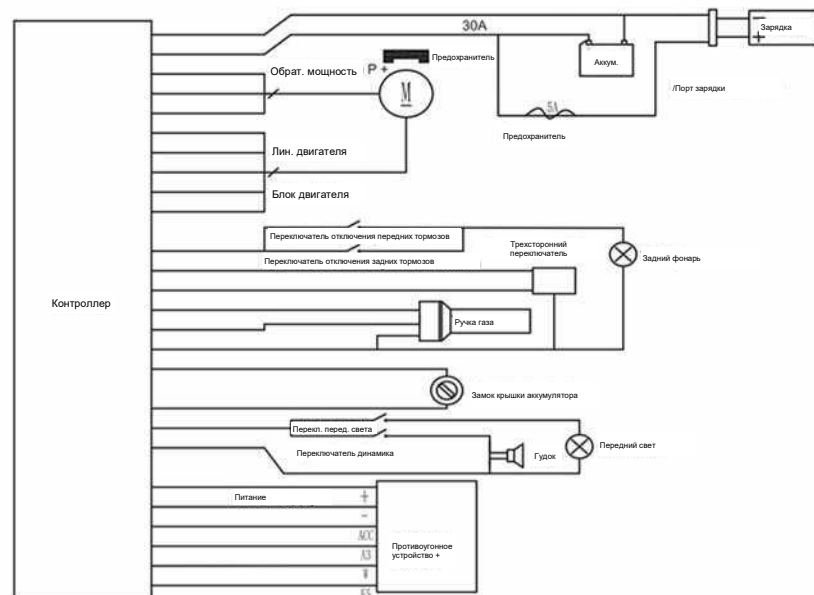 30A
Зарядка
Предохранитель
P +
Обрат. мощность
M
Аккум.
/Порт зарядки
5A
Предохранитель
Лин. двигателя
Блок двигателя
Переключатель отключения передних тормозов
Переключатель отключения задних тормозов
Трехсторонний
переключатель
Задний фонарь
Контроллер
Ручка газа
Замок крышки аккумулятора
Перекл. перед. света
Передний свет
Переключатель динамика
Гудок
Питание
+
-
ACC
A3
Противоугонное
устройство +